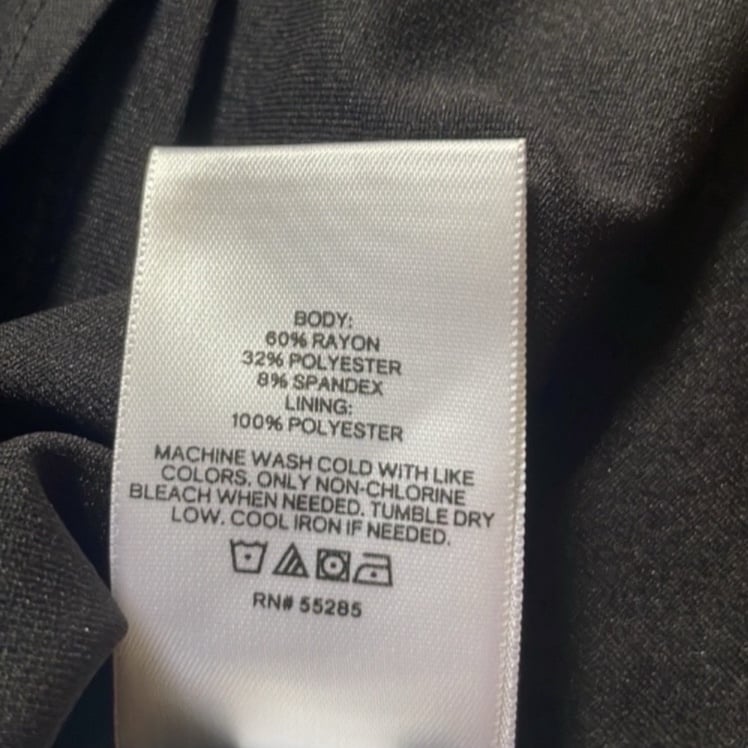 BODY:
60% RAYON
32% POLYESTER
8% SPANDEX
LINING:
100% POLYESTER
MACHINE WASH COLD WITH LIKE
COLORS. ONLY NON-CHLORINE
BLEACH WHEN NEEDED. TUMBLE DRY
LOW. COOL IRON IF NEEDED.
RN# 55285